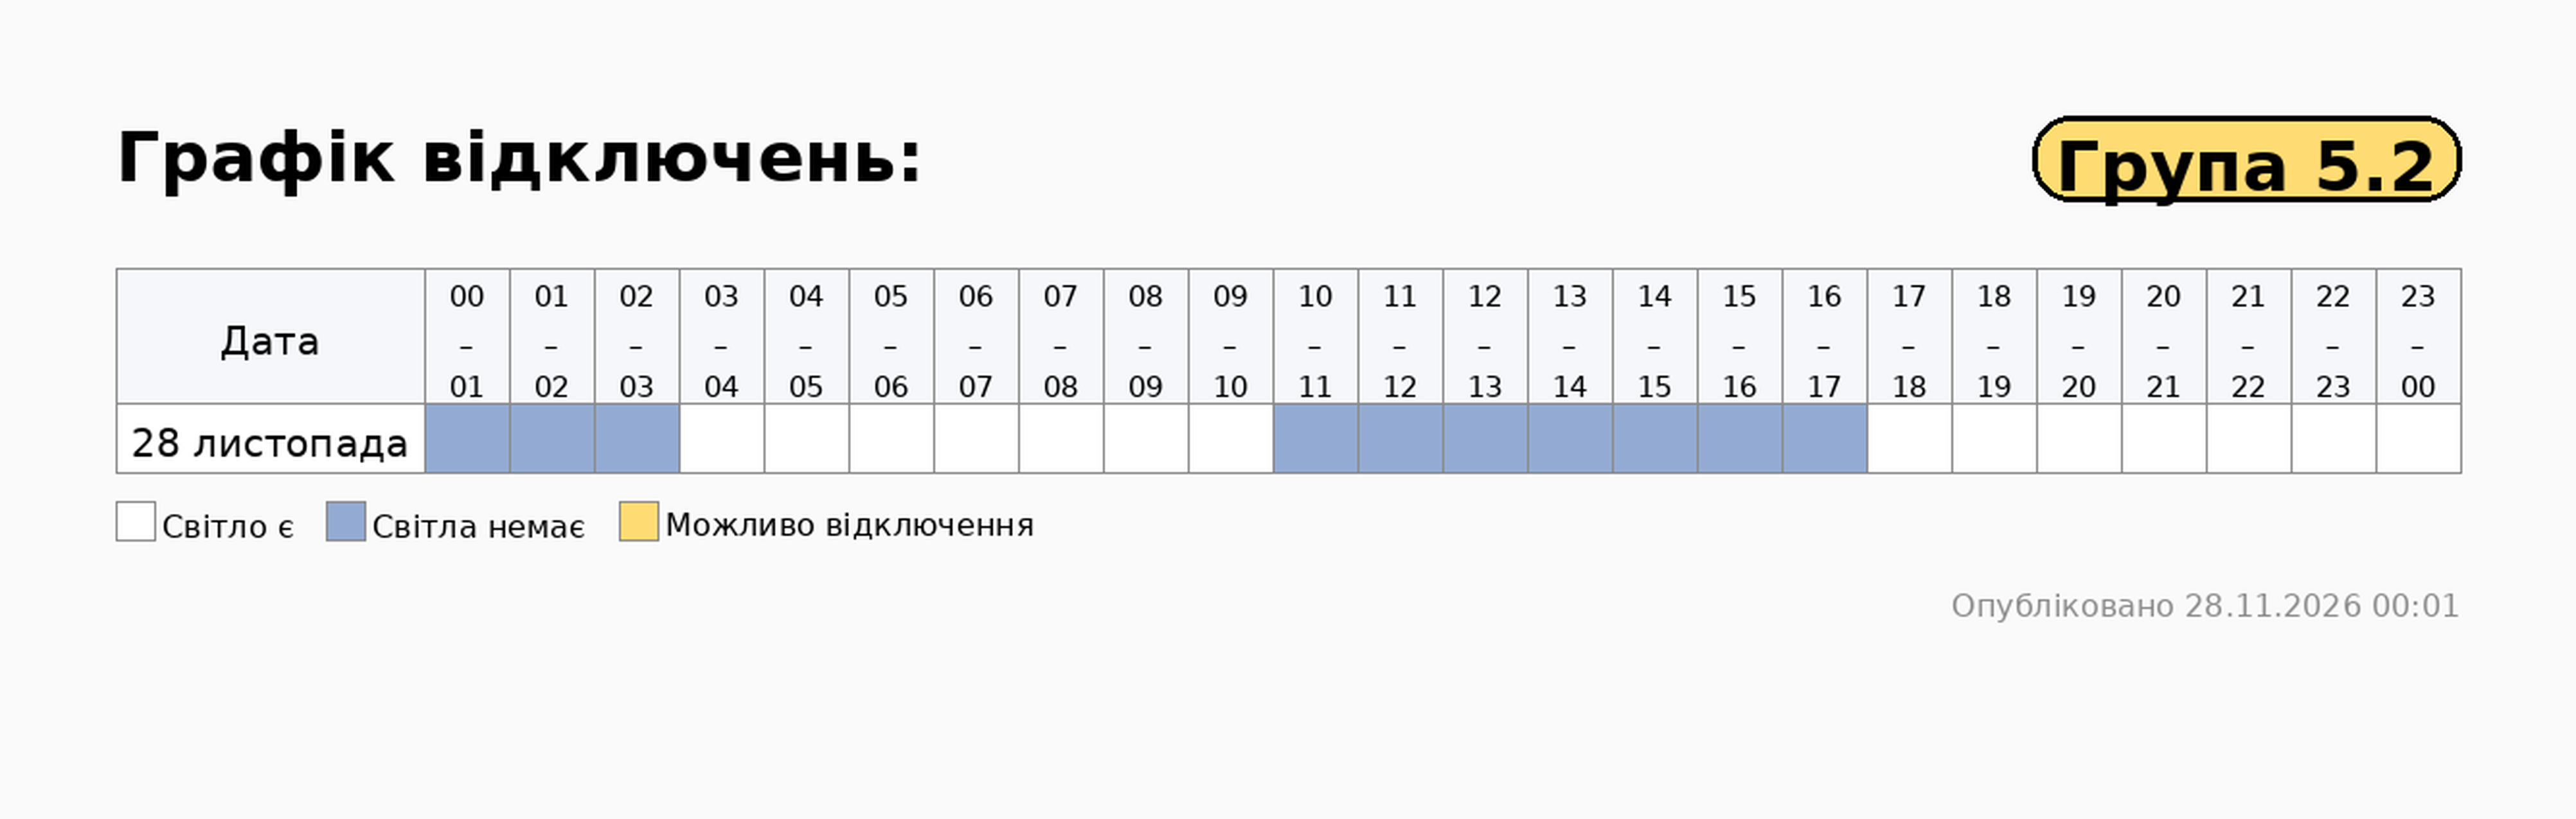 Графік відключень:
Група 5.2
Дата 00 – 01 01 – 02 02 – 03 03 – 04 04 – 05 05 – 06 06 – 07 07 – 08 08 – 09 09 – 10 10 – 11 11 – 12 12 – 13 13 – 14 14 – 15 15 – 16 16 – 17 17 – 18 18 – 19 19 – 20 20 – 21 21 – 22 22 – 23 23 – 00
28 листопада
Світло є Світла немає Можливо відключення
Опубліковано 28.11.2026 00:01